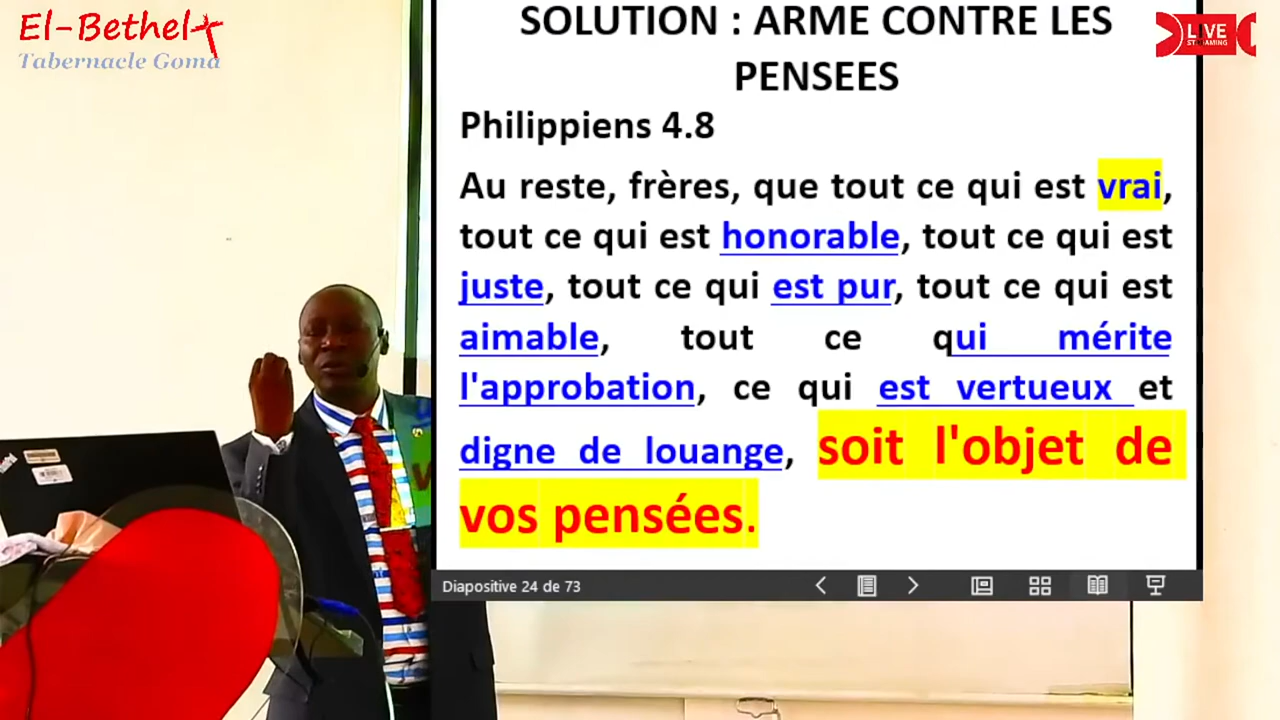 El-Bethel
Tabernacle Goma
LIVE
STREAMING
SOLUTION : ARME CONTRE LES
PENSEES
Philippiens 4.8
Au reste, frères, que tout ce qui est vrai,
tout ce qui est honorable, tout ce qui est
juste, tout ce qui est pur, tout ce qui est
aimable, tout ce qui mérite
l'approbation, ce qui est vertueux et
digne de louange, soit l'objet de
vos pensées.
Diapositive 24 de 73